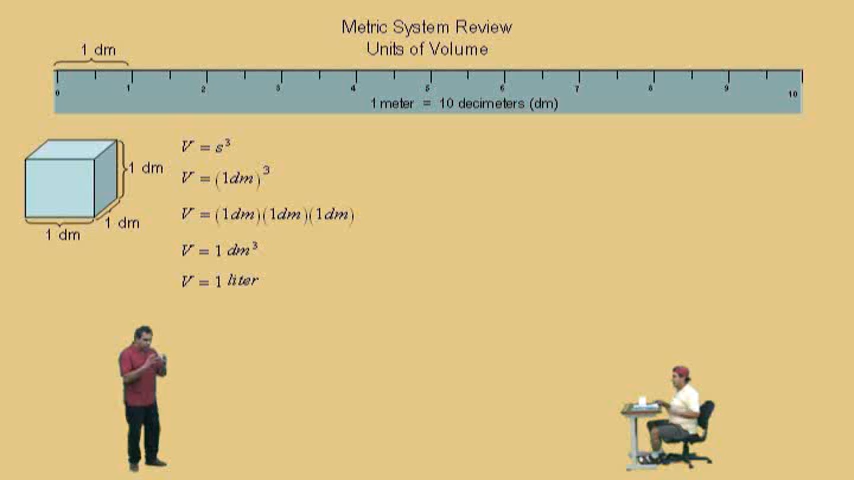 Metric System Review
Units of Volume
1 dm
0 1 2 3 4 5 6 7 8 9 10
1 meter = 10 decimeters (dm)
V = s³
1 dm
V = (1dm)³
V = (1dm)(1dm)(1dm)
1 dm
1 dm
V = 1 dm³
V = 1 liter